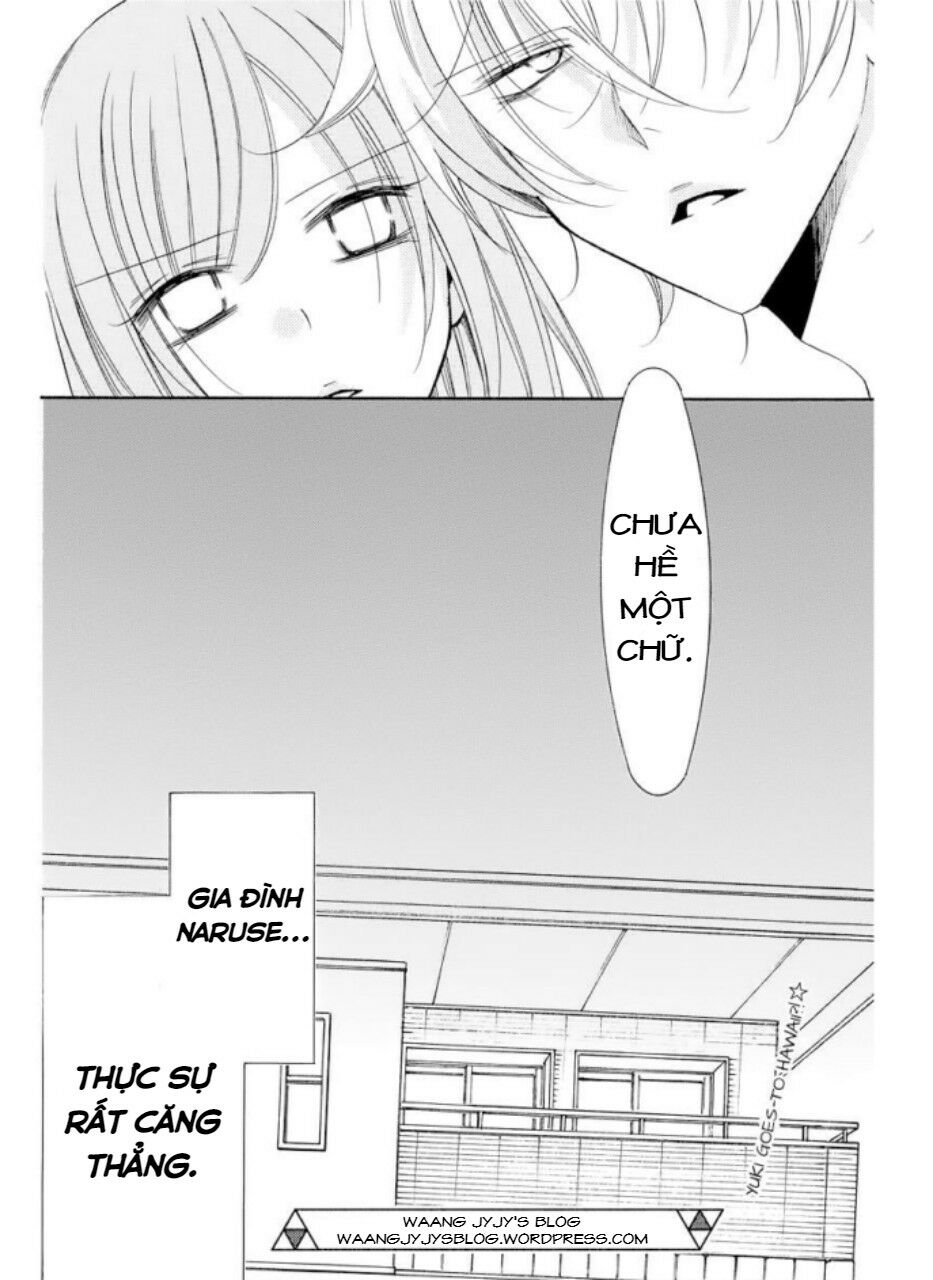 CHƯA
HỀ
MỘT
CHỮ.
GIA ĐÌNH
NARUSE...
THỰC SỰ
RẤT CĂNG
THẲNG.
YUKI GOES-TO-HAWAII?!☆
WAANG JYJY'S BLOG
WAANGJYJYSBLOG.WORDPRESS.COM